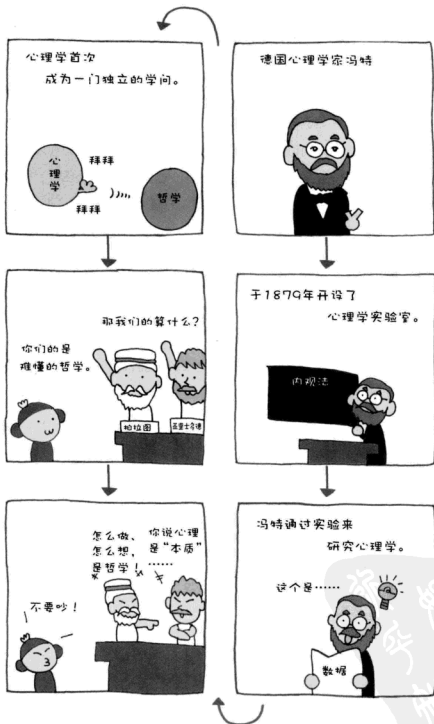 德国心理学家冯特
于1879年开设了
心理学实验室。
内观法
冯特通过实验来
研究心理学。
这个是……
数据
心理学首次
成为一门独立的学问。
心理学
拜拜
拜拜
哲学
那我们的算什么？
你们的是
难懂的哲学。
柏拉图
亚里士多德
你说心理
是“本质”
……
怎么做、
怎么想，
是哲学！
不要吵！